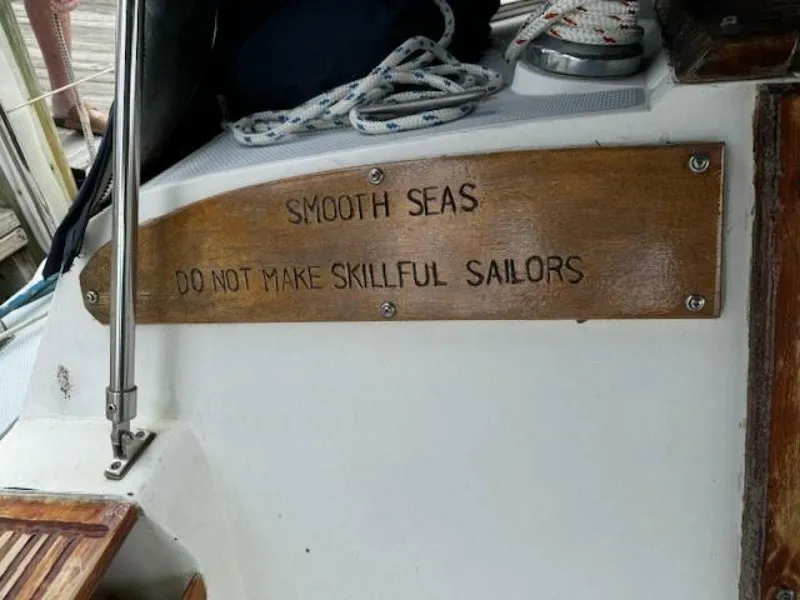 SMOOTH SEAS
DO NOT MAKE SKILLFUL SAILORS